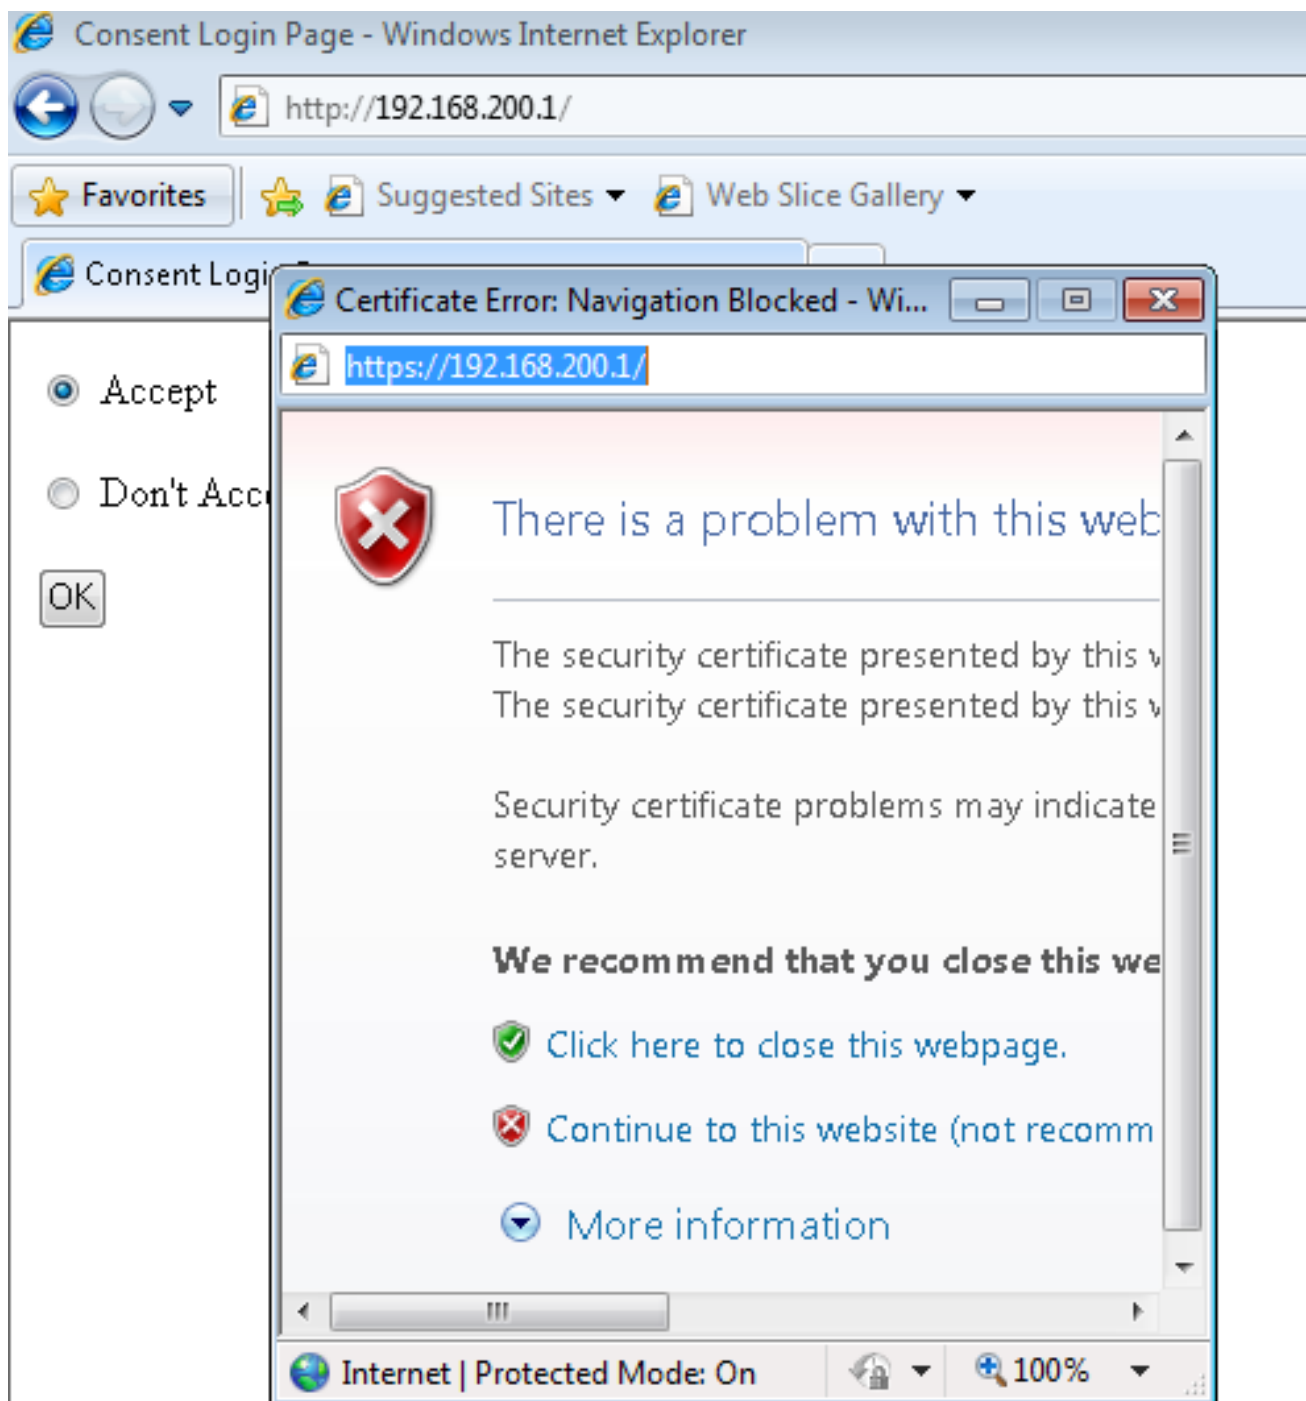 Consent Login Page - Windows Internet Explorer
http://192.168.200.1/
Favorites Suggested Sites Web Slice Gallery
Consent Logi
Certificate Error: Navigation Blocked - Wi...
https://192.168.200.1/
Accept
Don't Acc
OK
There is a problem with this web
The security certificate presented by this
The security certificate presented by this
Security certificate problems may indicate
server.
We recommend that you close this we
Click here to close this webpage.
Continue to this website (not recomm
More information
Internet | Protected Mode: On 100%